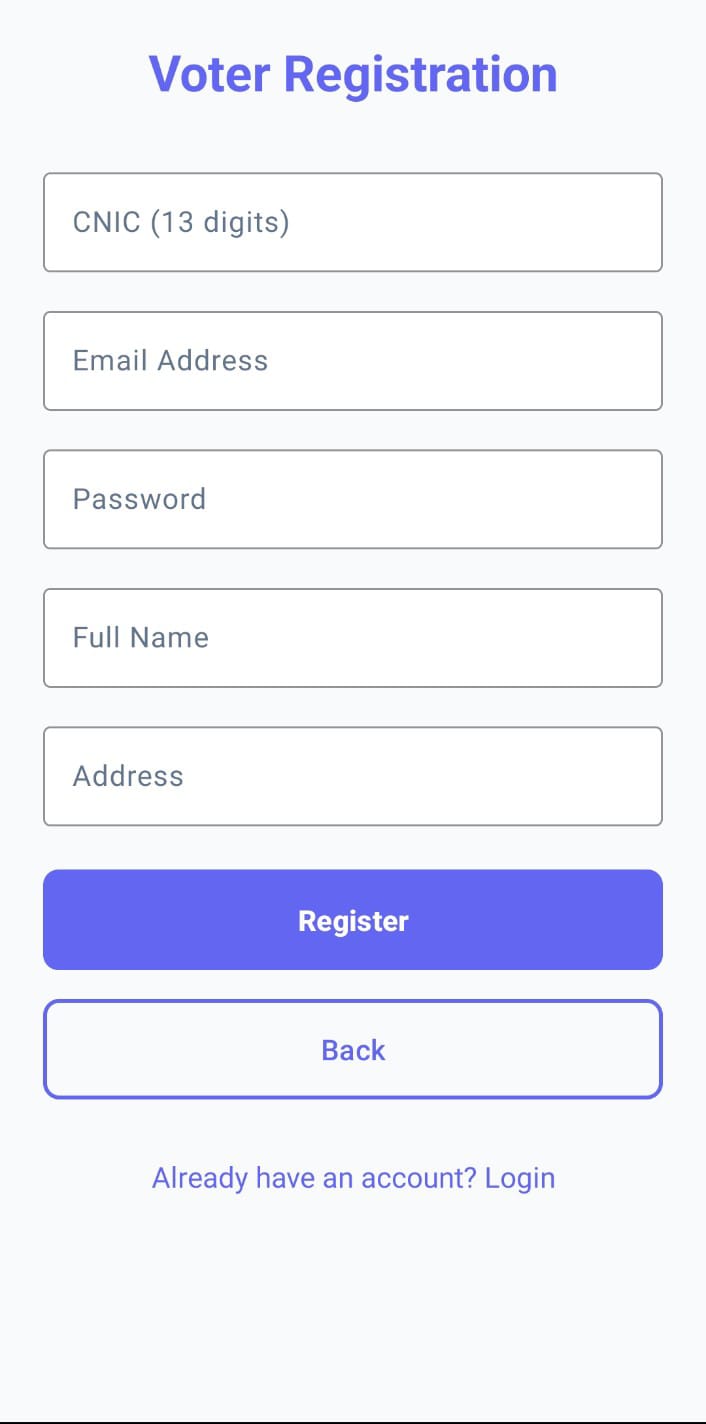 Voter Registration
CNIC (13 digits)
Email Address
Password
Full Name
Address
Register
Back
Already have an account? Login